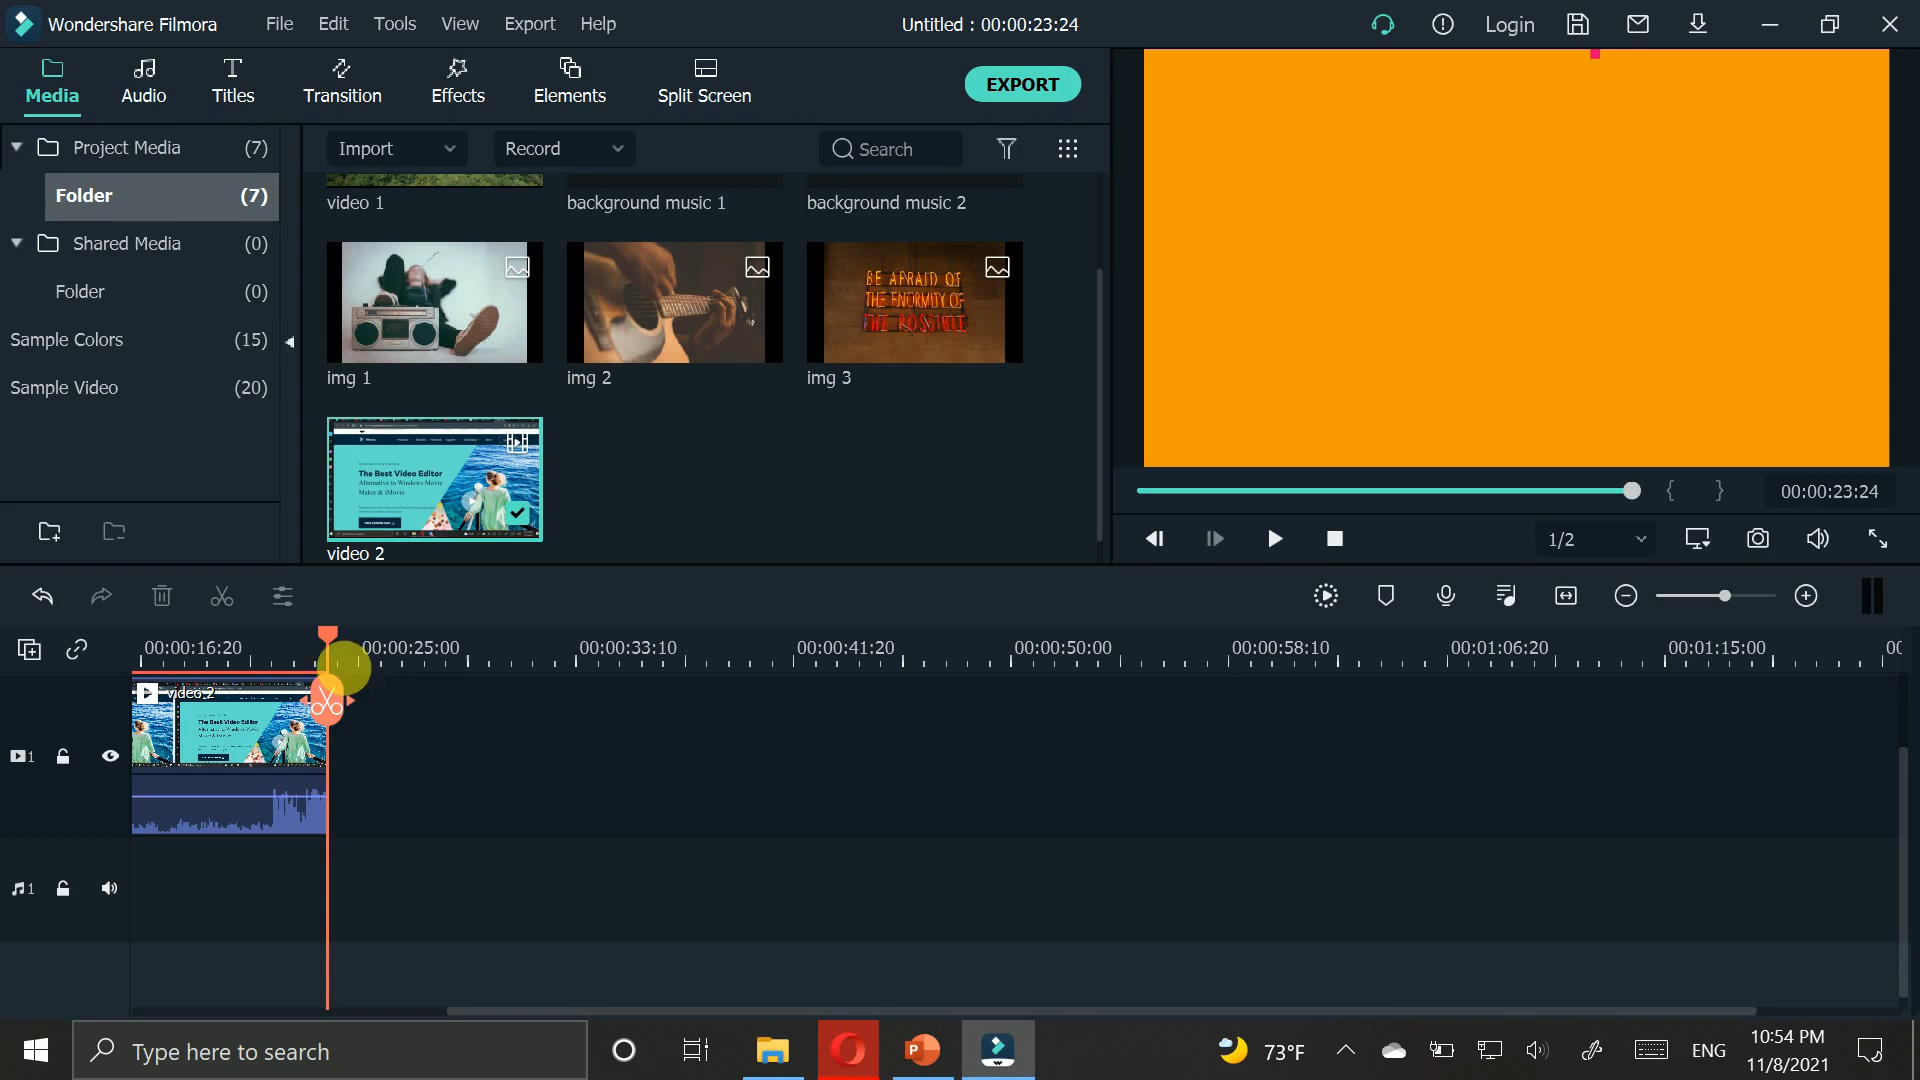 Wondershare Filmora
File Edit Tools View Export Help
Untitled : 00:00:23:24
Login
Media
Audio
Titles
Transition
Effects
Elements
Split Screen
EXPORT
Project Media (7)
Folder (7)
Shared Media (0)
Folder (0)
Sample Colors (15)
Sample Video (20)
Import
Record
Search
video 1
background music 1
background music 2
BE AFRAID OF
THE ENORMITY OF
THE POSSIBLE
img 1
img 2
img 3
The Best Video Editor
Alternative to Windows Movie
Maker & iMovie
video 2
{ } 00:00:23:24
1/2
00:00:16:20 00:00:25:00 00:00:33:10 00:00:41:20 00:00:50:00 00:00:58:10 00:01:06:20 00:01:15:00
video 2
The Best Video Editor
1
1
Type here to search
73°F
ENG
10:54 PM
11/8/2021